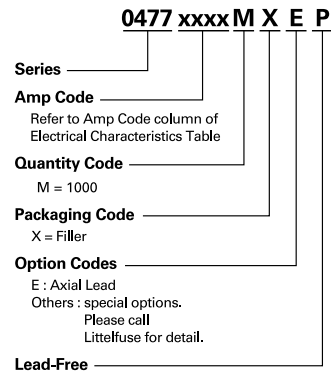 0477 xxxx M X E P
Series
Amp Code
Refer to Amp Code column of
Electrical Characteristics Table
Quantity Code
M = 1000
Packaging Code
X = Filler
Option Codes
E : Axial Lead
Others : special options.
Please call
Littelfuse for detail.
Lead-Free